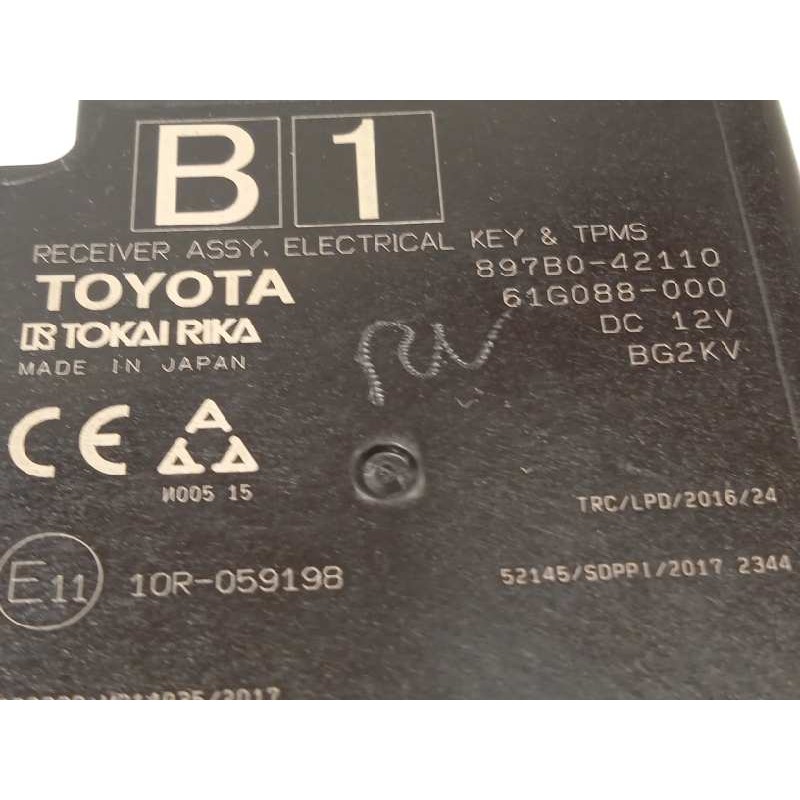 B 1
RECEIVER ASSY, ELECTRICAL KEY & TPMS
TOYOTA
897B0-42110
61G088-000
TOKAI RIKA
DC 12V
MADE IN JAPAN
BG2KV
CE
N005 15
TRC/LPD/2016/24
E11 10R-059198
52145/SDPPI/2017 2344